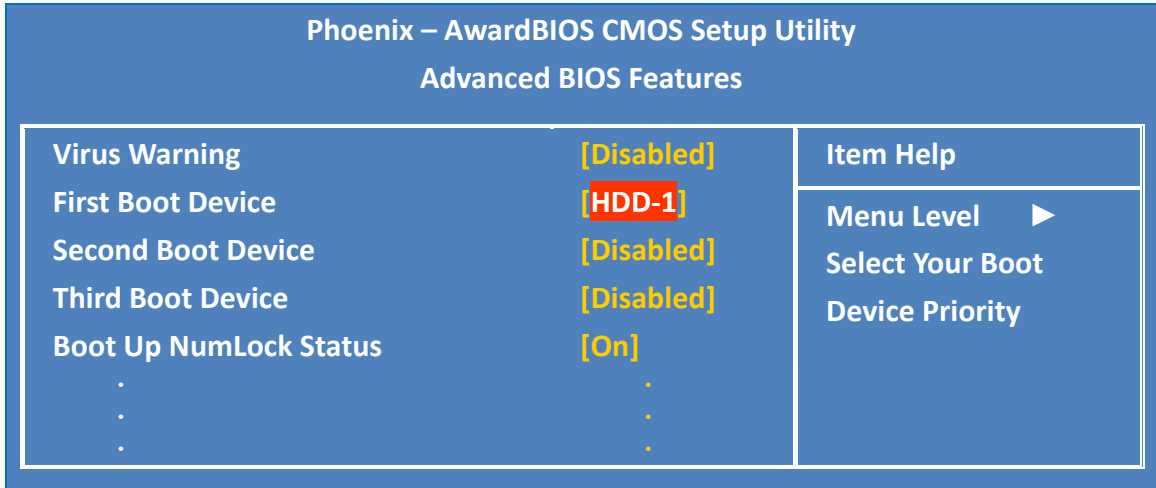 Phoenix – AwardBIOS CMOS Setup Utility
Advanced BIOS Features
Virus Warning [Disabled]
First Boot Device [HDD-1]
Second Boot Device [Disabled]
Third Boot Device [Disabled]
Boot Up NumLock Status [On]
. .
. .
. .
Item Help
Menu Level ►
Select Your Boot
Device Priority